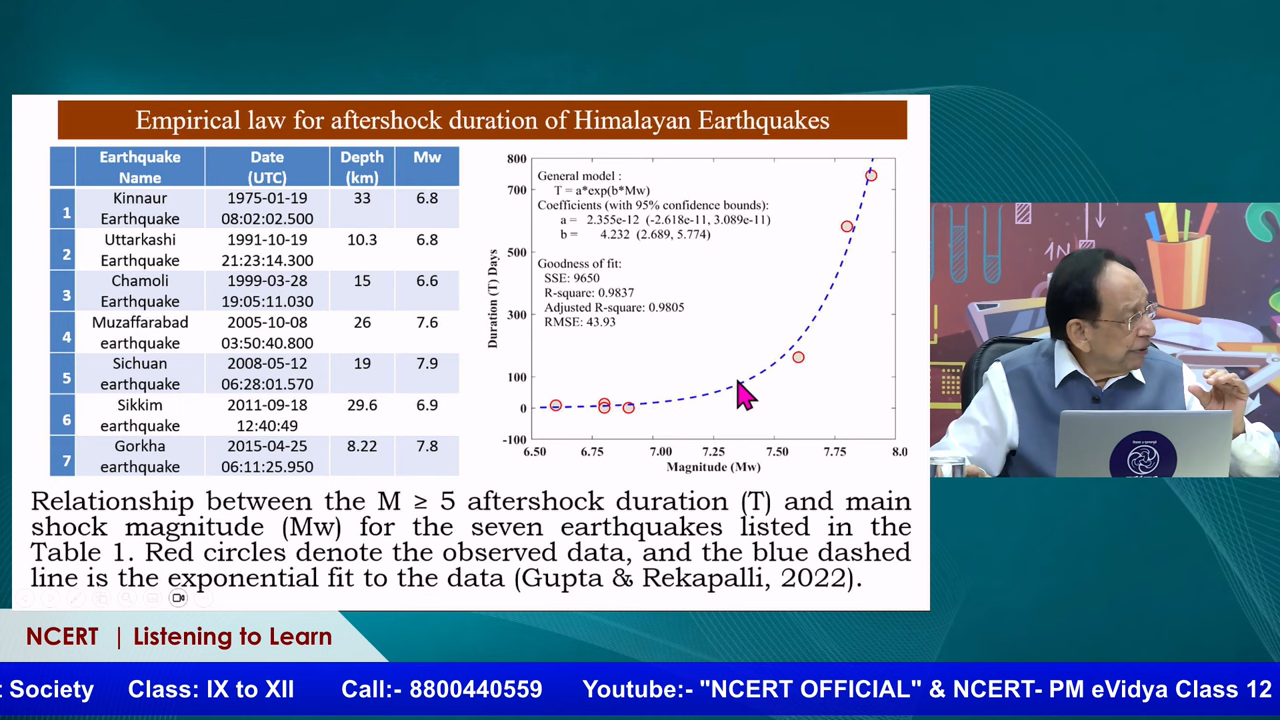 Empirical law for aftershock duration of Himalayan Earthquakes
Earthquake Name Date (UTC) Depth (km) Mw
1 Kinnaur Earthquake 1975-01-19 08:02:02.500 33 6.8
2 Uttarkashi Earthquake 1991-10-19 21:23:14.300 10.3 6.8
3 Chamoli Earthquake 1999-03-28 19:05:11.030 15 6.6
4 Muzaffarabad earthquake 2005-10-08 03:50:40.800 26 7.6
5 Sichuan earthquake 2008-05-12 06:28:01.570 19 7.9
6 Sikkim earthquake 2011-09-18 12:40:49 29.6 6.9
7 Gorkha earthquake 2015-04-25 06:11:25.950 8.22 7.8
800
700
500
300
100
0
-100
Duration (T) Days
General model :
T = a*exp(b*Mw)
Coefficients (with 95% confidence bounds):
a = 2.355e-12 (-2.618e-11, 3.089e-11)
b = 4.232 (2.689, 5.774)
Goodness of fit:
SSE: 9650
R-square: 0.9837
Adjusted R-square: 0.9805
RMSE: 43.93
6.50 6.75 7.00 7.25 7.50 7.75 8.0
Magnitude (Mw)
Relationship between the M ≥ 5 aftershock duration (T) and main
shock magnitude (Mw) for the seven earthquakes listed in the
Table 1. Red circles denote the observed data, and the blue dashed
line is the exponential fit to the data (Gupta & Rekapalli, 2022).
IN
NCERT | Listening to Learn
t Society Class: IX to XII Call:- 8800440559 Youtube:- "NCERT OFFICIAL" & NCERT- PM eVidya Class 12